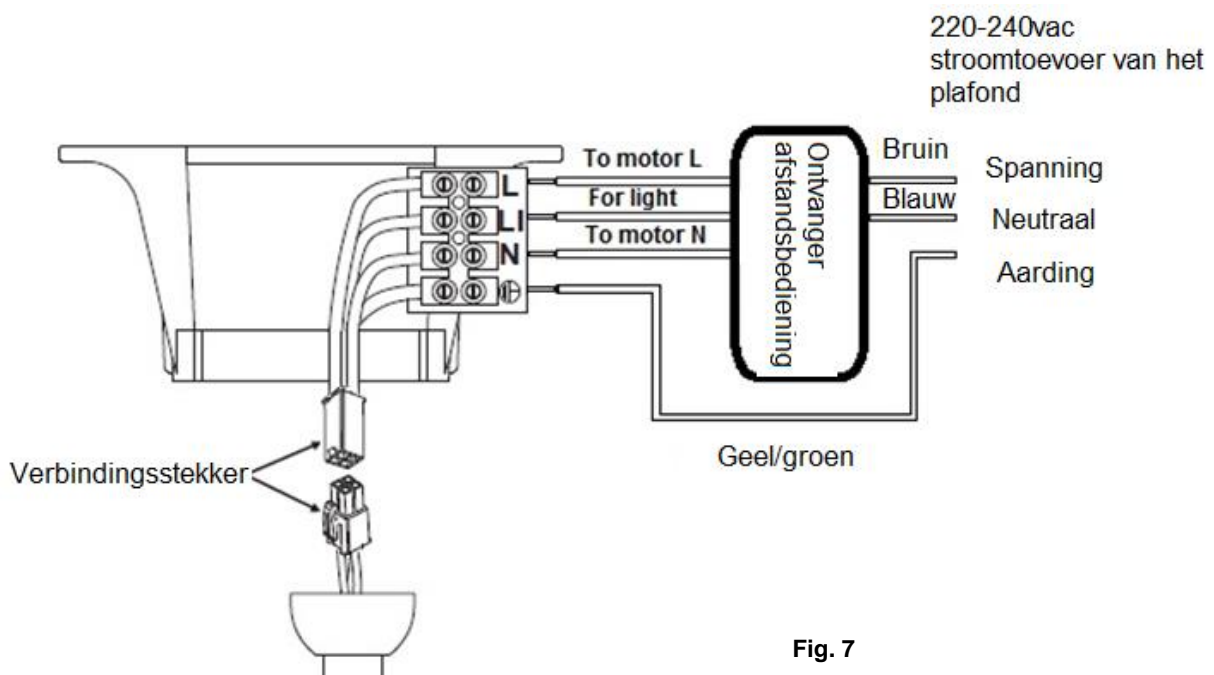 220-240vac
stroomtoevoer van het
plafond
To motor L
Bruin
Spanning
L
For light
Blauw
LI
Neutraal
To motor N
N
Ontvanger
afstandsbediening
Aarding
Geel/groen
Verbindingsstekker
Fig. 7